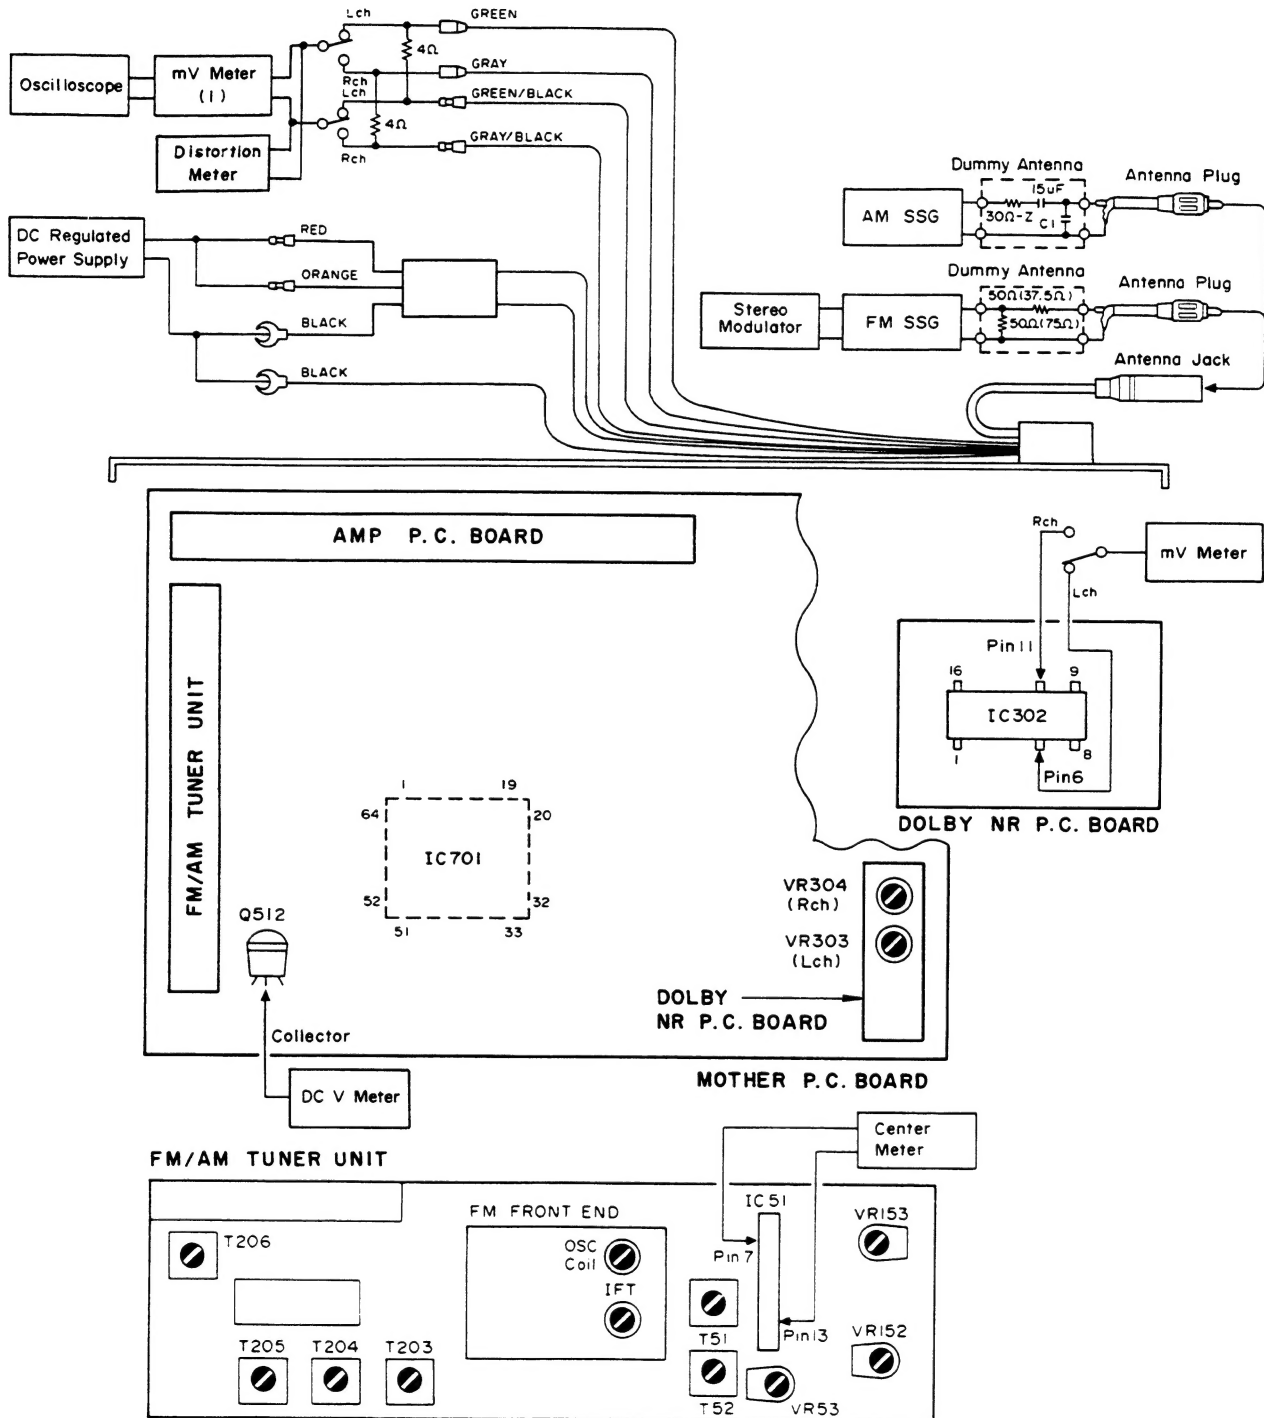 Lch
GREEN
4Ω
GRAY
Oscilloscope
mV Meter
(1)
Rch
Lch
GREEN/BLACK
4Ω
GRAY/BLACK
Rch
Distortion
Meter
DC Regulated
Power Supply
RED
ORANGE
BLACK
BLACK
Dummy Antenna
15uF
30Ω-Z
C1
AM SSG
Antenna Plug
Dummy Antenna
50Ω(37.5Ω)
50Ω(75Ω)
Stereo
Modulator
FM SSG
Antenna Plug
Antenna Jack
AMP P.C. BOARD
FM/AM TUNER UNIT
Rch
mV Meter
Lch
Pin11
16
9
IC302
1
8
Pin6
DOLBY NR P.C. BOARD
1
19
64
20
IC701
52
32
51
33
Q512
Collector
DC V Meter
VR304
(Rch)
VR303
(Lch)
DOLBY
NR P.C. BOARD
MOTHER P.C. BOARD
Center
Meter
FM/AM TUNER UNIT
T206
FM FRONT END
OSC
Coil
IFT
IC51
Pin7
Pin13
VR153
T205
T204
T203
T51
T52
VR53
VR152